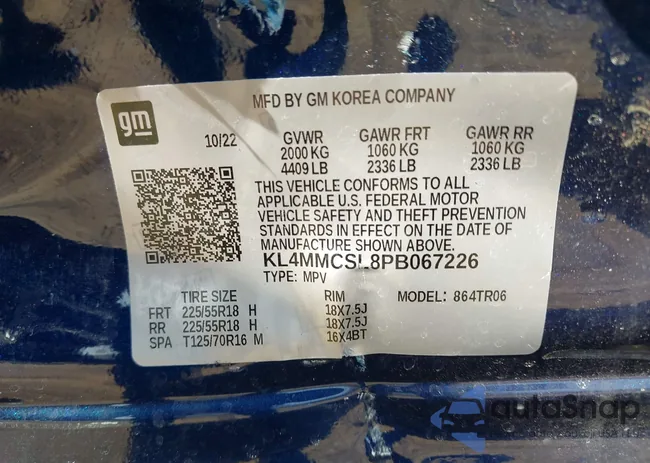 MFD BY GM KOREA COMPANY
gm
10/22 GVWR GAWR FRT GAWR RR
2000 KG 1060 KG 1060 KG
4409 LB 2336 LB 2336 LB
THIS VEHICLE CONFORMS TO ALL
APPLICABLE U.S. FEDERAL MOTOR
VEHICLE SAFETY AND THEFT PREVENTION
STANDARDS IN EFFECT ON THE DATE OF
MANUFACTURE SHOWN ABOVE.
KL4MMCSL8PB067226
TYPE: MPV
TIRE SIZE RIM MODEL: 864TR06
FRT 225/55R18 H 18X7.5J
RR 225/55R18 H 18X7.5J
SPA T125/70R16 M 16X4BT
autoSnap